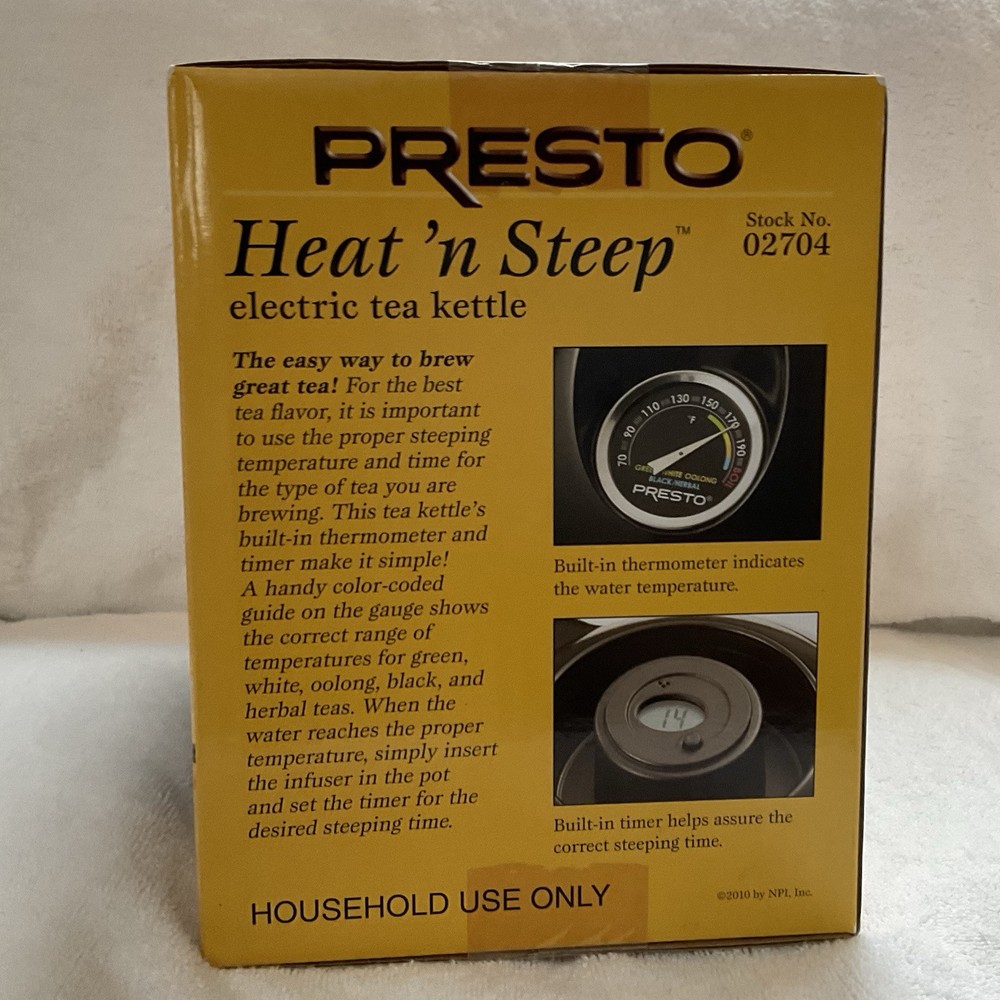 PRESTO®
Heat 'n Steep™
electric tea kettle
Stock No.
02704
The easy way to brew
great tea! For the best
tea flavor, it is important
to use the proper steeping
temperature and time for
the type of tea you are
brewing. This tea kettle's
built-in thermometer and
timer make it simple!
A handy color-coded
guide on the gauge shows
the correct range of
temperatures for green,
white, oolong, black, and
herbal teas. When the
water reaches the proper
temperature, simply insert
the infuser in the pot
and set the timer for the
desired steeping time.
70 90 110 130 150 170 190 BOIL
°F
WHITE OOLONG
BLACK/HERBAL
PRESTO®
Built-in thermometer indicates
the water temperature.
14
Built-in timer helps assure the
correct steeping time.
HOUSEHOLD USE ONLY
©2010 by NPI, Inc.